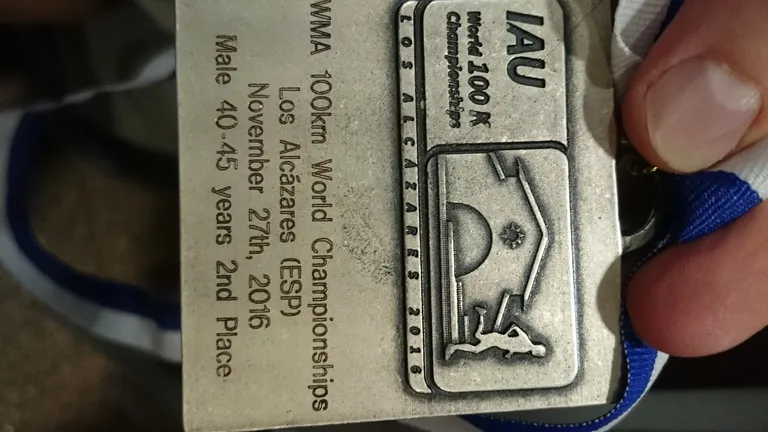 IAU
World 100 K
Championships
LOS ALCÁZARES 2016
WMA 100km World Championships
Los Alcázares (ESP)
November 27th, 2016
Male 40-45 years 2nd Place